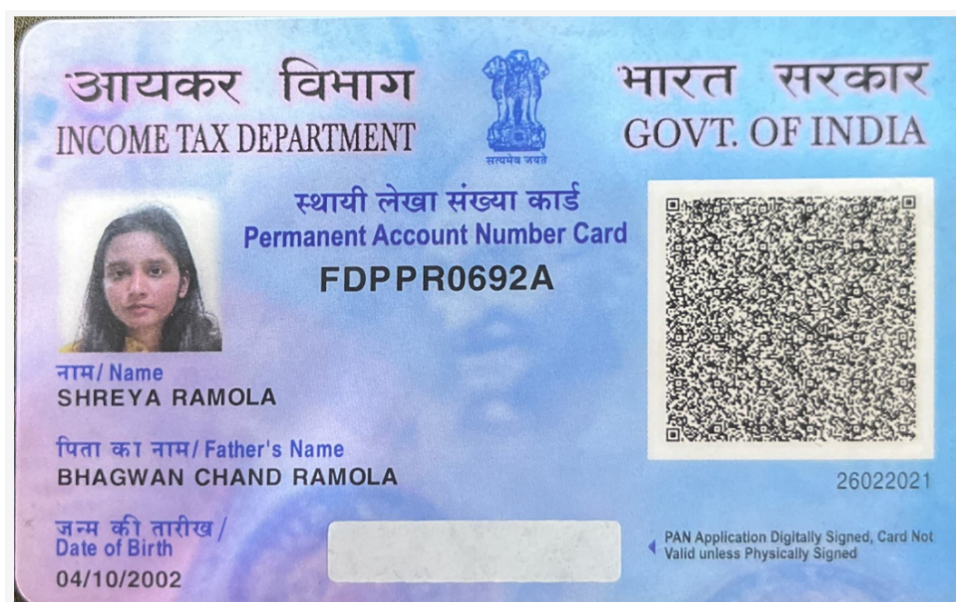 आयकर विभाग
INCOME TAX DEPARTMENT
सत्यमेव जयते
भारत सरकार
GOVT. OF INDIA
स्थायी लेखा संख्या कार्ड
Permanent Account Number Card
FDPPR0692A
नाम/ Name
SHREYA RAMOLA
पिता का नाम/ Father's Name
BHAGWAN CHAND RAMOLA
26022021
जन्म की तारीख /
Date of Birth
04/10/2002
PAN Application Digitally Signed, Card Not
Valid unless Physically Signed